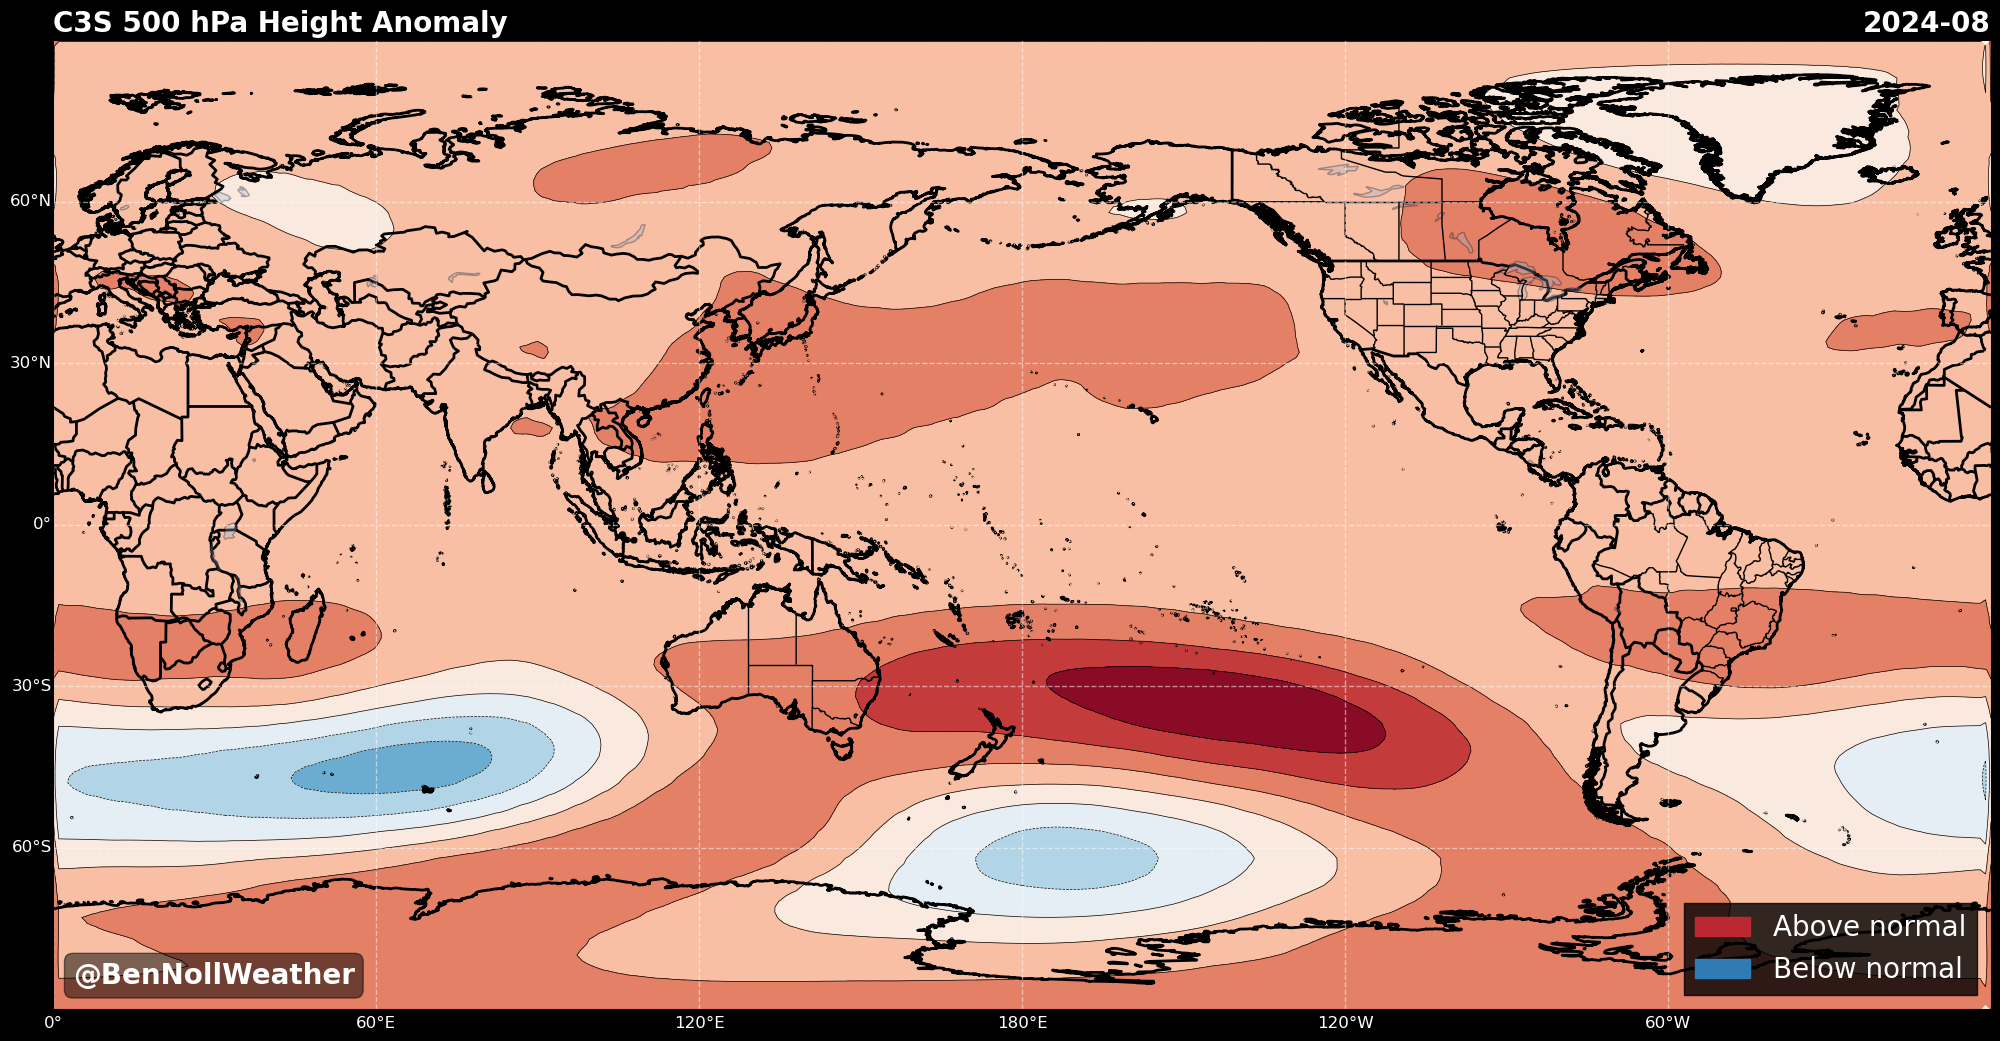 C3S 500 hPa Height Anomaly
2024-08
60°N
30°N
0°
30°S
60°S
Above normal
Below normal
@BenNollWeather
0°
60°E
120°E
180°E
120°W
60°W